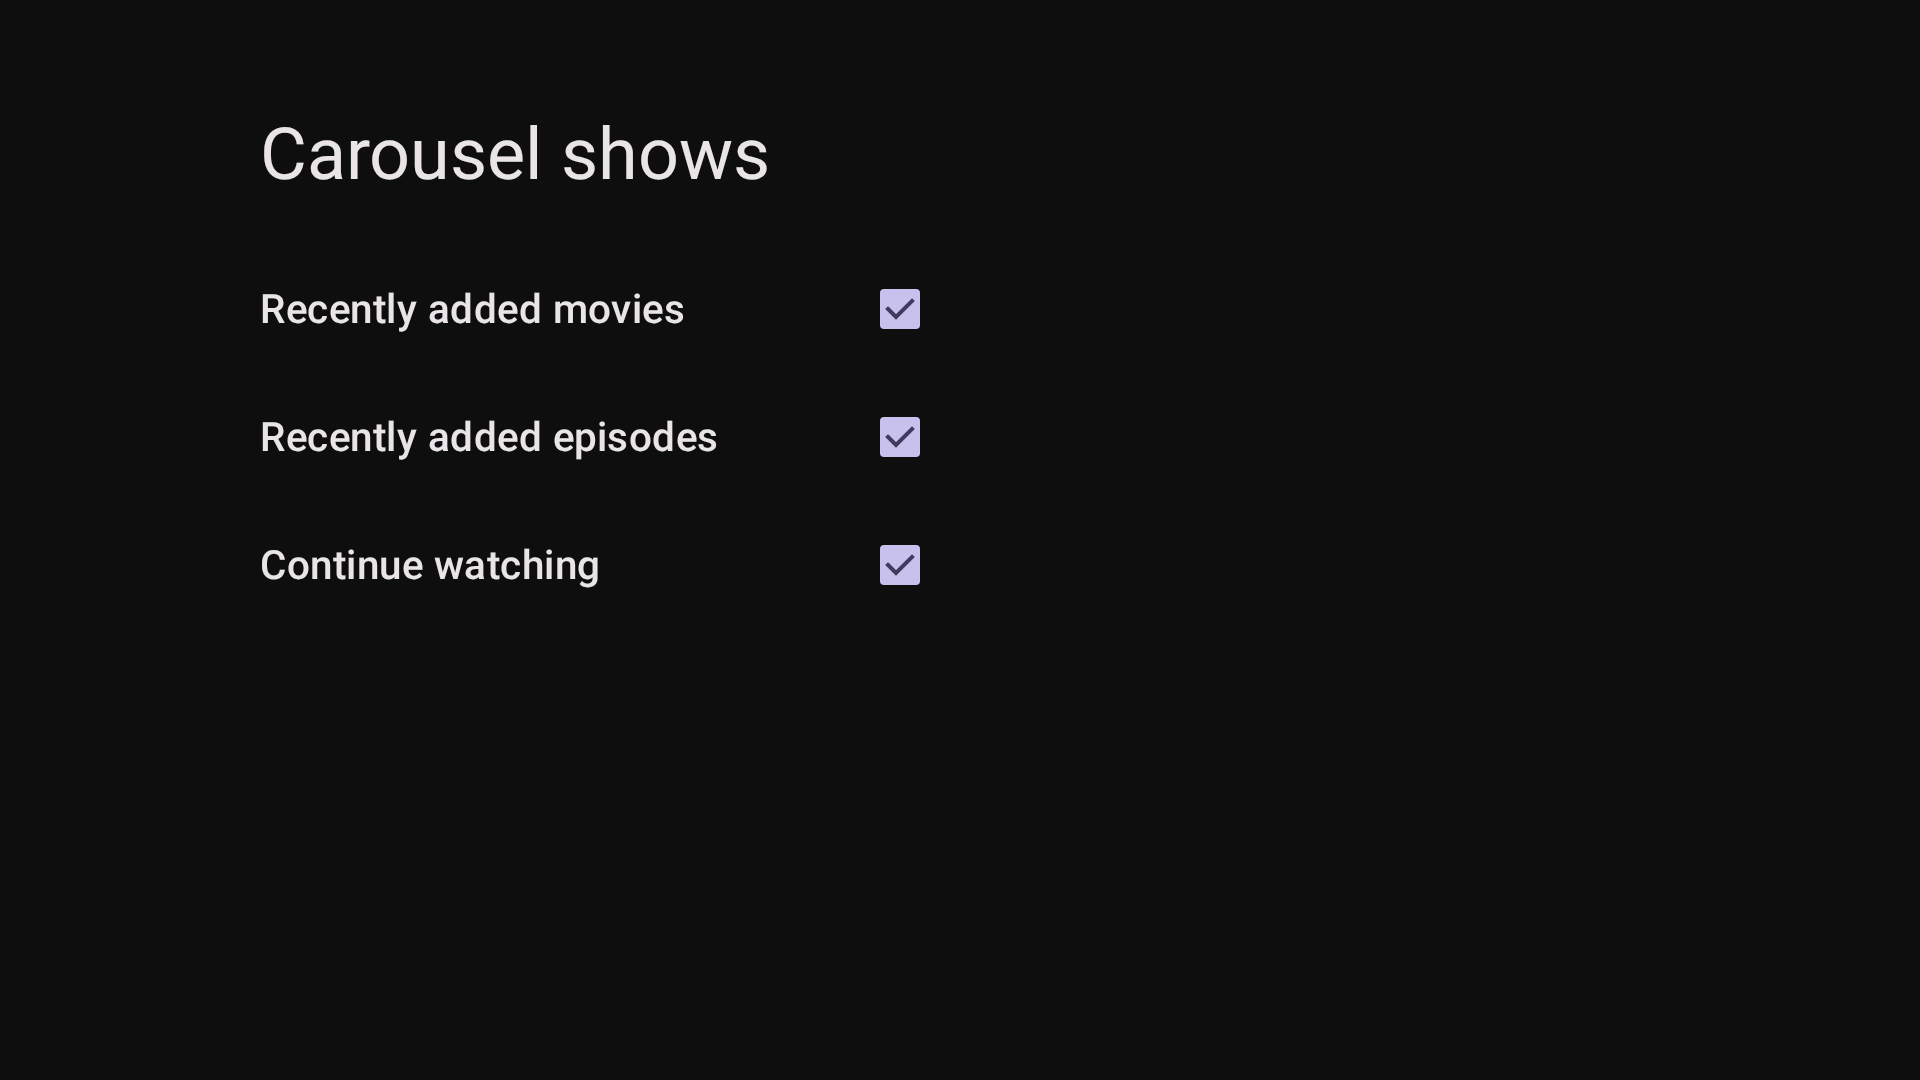 Carousel shows
Recently added movies
Recently added episodes
Continue watching